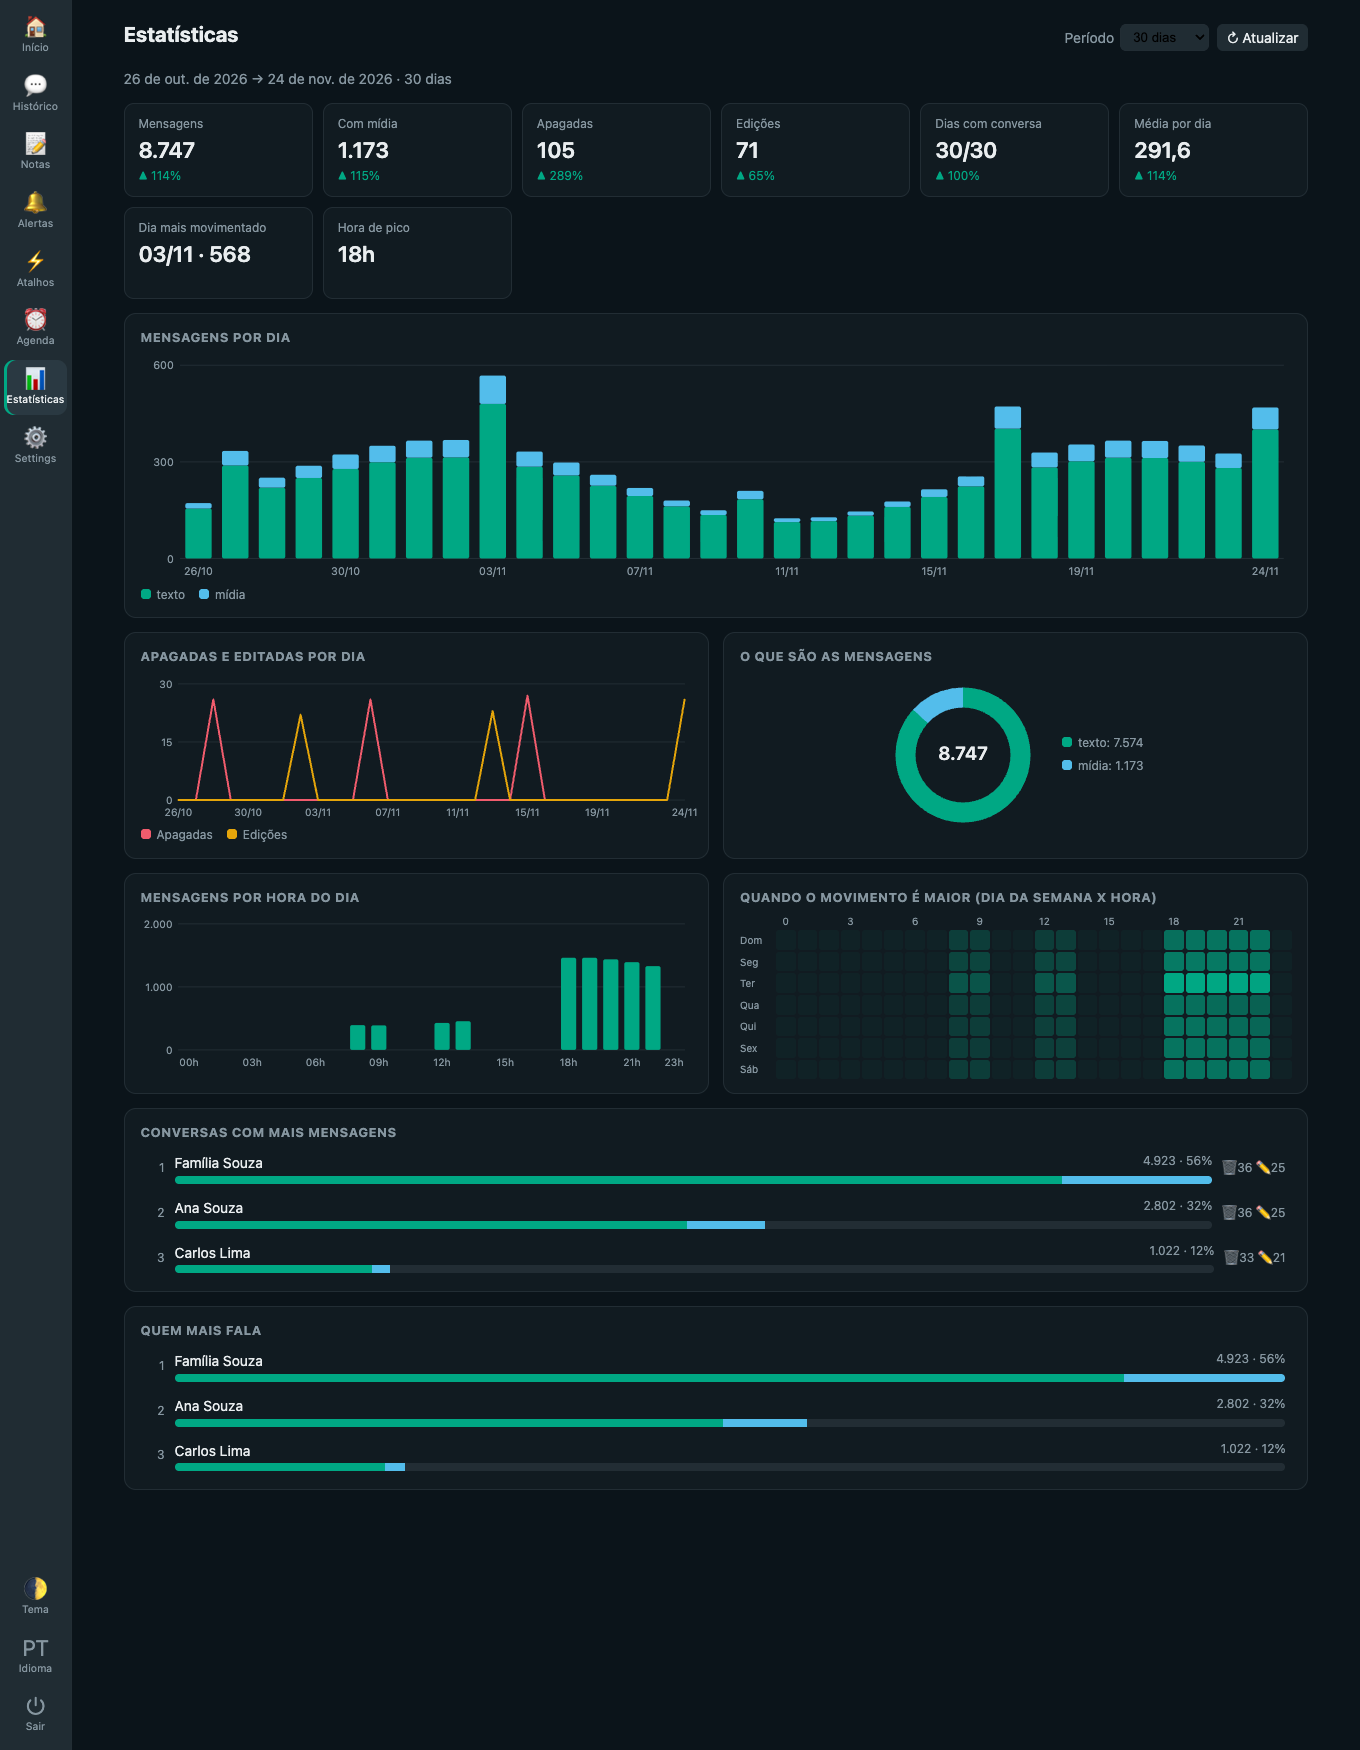 Início
Histórico
Notas
Alertas
Atalhos
Agenda
Estatísticas
Settings
Tema
PT
Idioma
Sair
Estatísticas
Período 30 dias ↻ Atualizar
26 de out. de 2026 → 24 de nov. de 2026 · 30 dias
Mensagens
8.747
▲ 114%
Com mídia
1.173
▲ 115%
Apagadas
105
▲ 289%
Edições
71
▲ 65%
Dias com conversa
30/30
▲ 100%
Média por dia
291,6
▲ 114%
Dia mais movimentado
03/11 · 568
Hora de pico
18h
MENSAGENS POR DIA
600
300
0
26/10 30/10 03/11 07/11 11/11 15/11 19/11 24/11
texto mídia
APAGADAS E EDITADAS POR DIA
30
15
0
26/10 30/10 03/11 07/11 11/11 15/11 19/11 24/11
Apagadas Edições
O QUE SÃO AS MENSAGENS
8.747
texto: 7.574
mídia: 1.173
MENSAGENS POR HORA DO DIA
2.000
1.000
0
00h 03h 06h 09h 12h 15h 18h 21h 23h
QUANDO O MOVIMENTO É MAIOR (DIA DA SEMANA X HORA)
0 3 6 9 12 15 18 21
Dom
Seg
Ter
Qua
Qui
Sex
Sáb
CONVERSAS COM MAIS MENSAGENS
1 Família Souza 4.923 · 56% 🗑36 ✏️25
2 Ana Souza 2.802 · 32% 🗑36 ✏️25
3 Carlos Lima 1.022 · 12% 🗑33 ✏️21
QUEM MAIS FALA
1 Família Souza 4.923 · 56%
2 Ana Souza 2.802 · 32%
3 Carlos Lima 1.022 · 12%